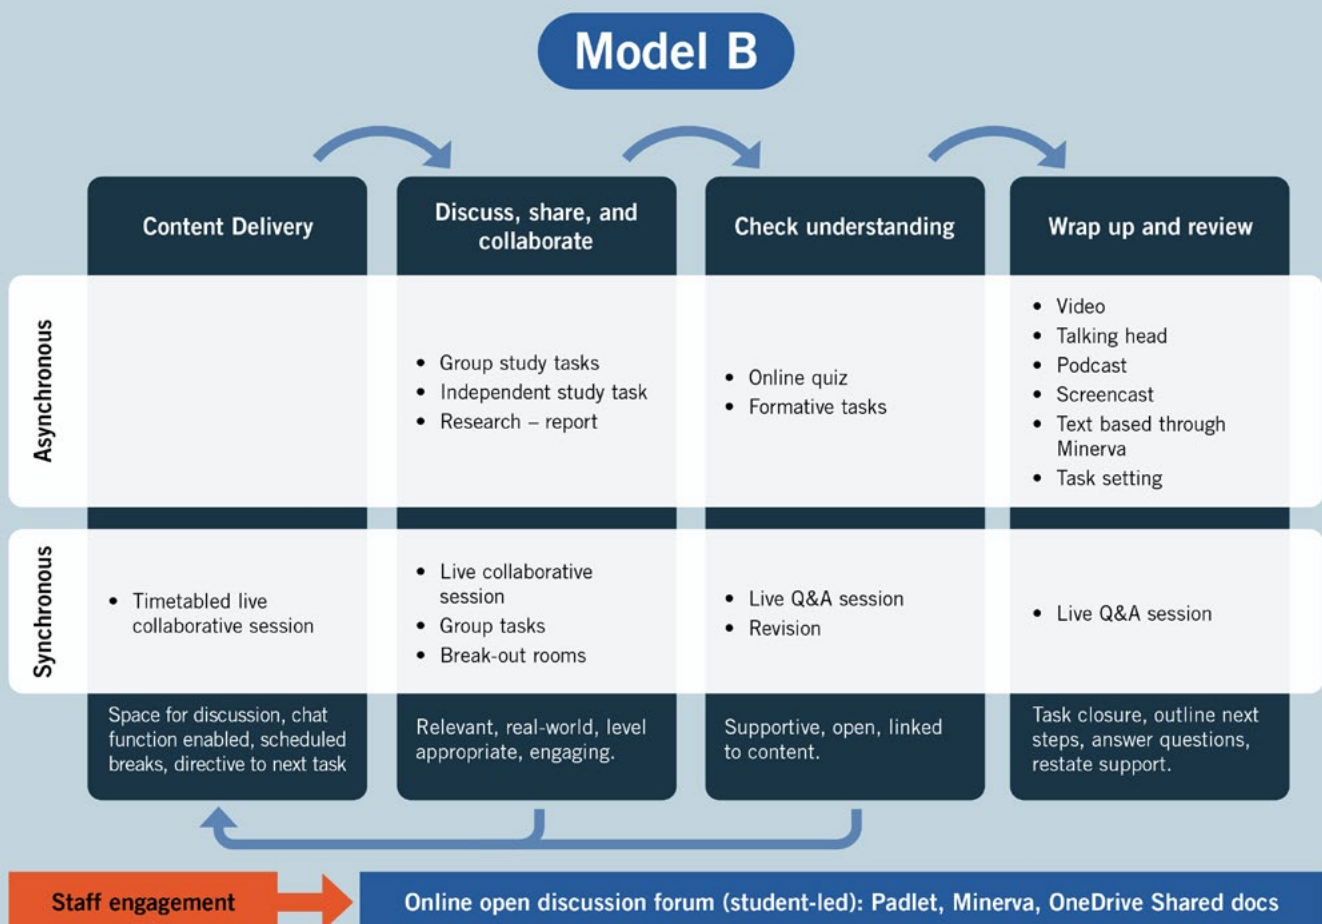 Model B
Content Delivery
Discuss, share, and
collaborate
Check understanding
Wrap up and review
Asynchronous
• Group study tasks
• Independent study task
• Research – report
• Online quiz
• Formative tasks
• Video
• Talking head
• Podcast
• Screencast
• Text based through
Minerva
• Task setting
Synchronous
• Timetabled live
collaborative session
• Live collaborative
session
• Group tasks
• Break-out rooms
• Live Q&A session
• Revision
• Live Q&A session
Space for discussion, chat
function enabled, scheduled
breaks, directive to next task
Relevant, real-world, level
appropriate, engaging.
Supportive, open, linked
to content.
Task closure, outline next
steps, answer questions,
restate support.
Staff engagement
Online open discussion forum (student-led): Padlet, Minerva, OneDrive Shared docs